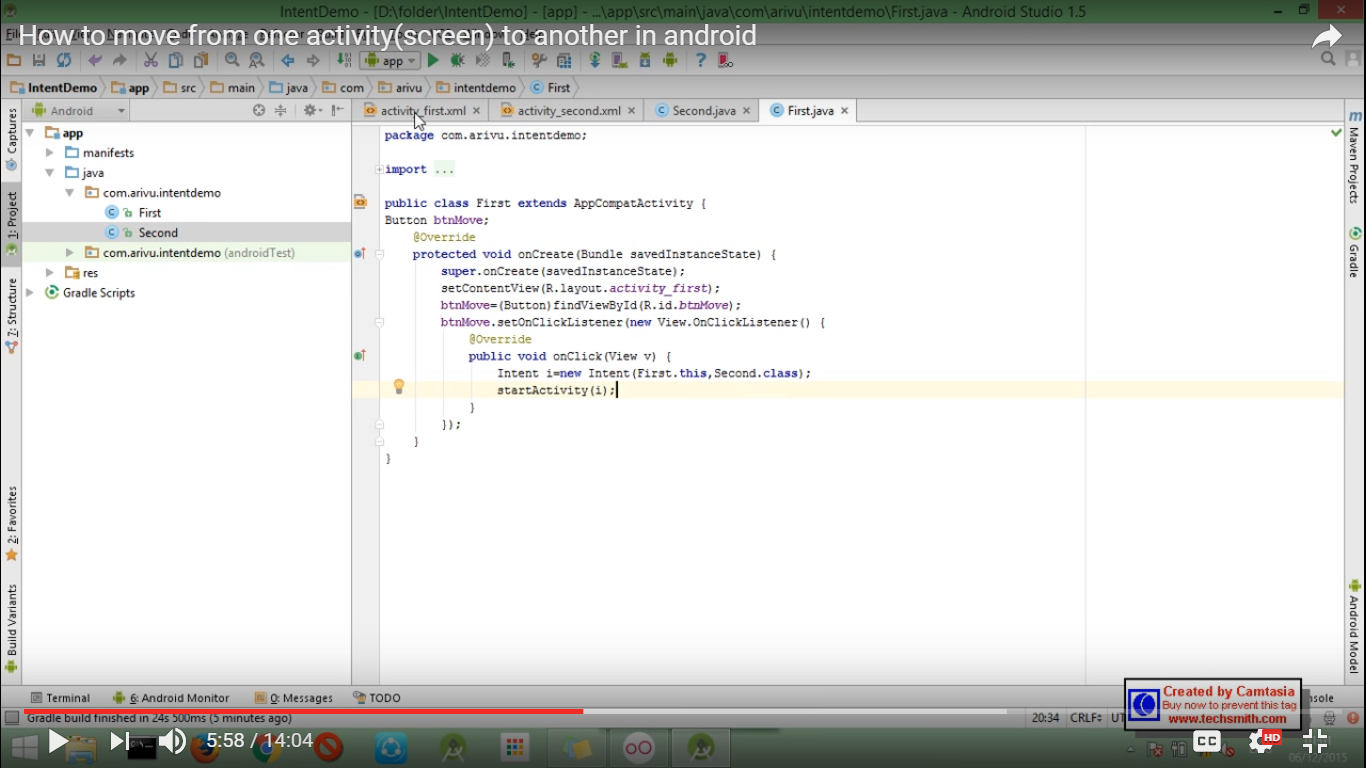 IntentDemo - [D:\folder\IntentDemo] - [app] - ...\app\src\main\java\com\arivu\intentdemo\First.java - Android Studio 1.5
How to move from one activity(screen) to another in android
app
IntentDemo app src main java com arivu intentdemo First
Android
activity_first.xml activity_second.xml Second.java First.java
Captures
1: Project
7: Structure
2: Favorites
Build Variants
app
manifests
java
com.arivu.intentdemo
First
Second
com.arivu.intentdemo (androidTest)
res
Gradle Scripts
package com.arivu.intentdemo;
import ...
public class First extends AppCompatActivity {
Button btnMove;
@Override
protected void onCreate(Bundle savedInstanceState) {
super.onCreate(savedInstanceState);
setContentView(R.layout.activity_first);
btnMove=(Button)findViewById(R.id.btnMove);
btnMove.setOnClickListener(new View.OnClickListener() {
@Override
public void onClick(View v) {
Intent i=new Intent(First.this,Second.class);
startActivity(i);
}
});
}
}
Maven Projects
Gradle
Android Model
Terminal 6: Android Monitor 0: Messages TODO
Created by Camtasia
Buy now to prevent this tag
www.techsmith.com
Gradle build finished in 24s 500ms (5 minutes ago)
20:34 CRLF
5:58 / 14:04
CC HD
06/12/2015